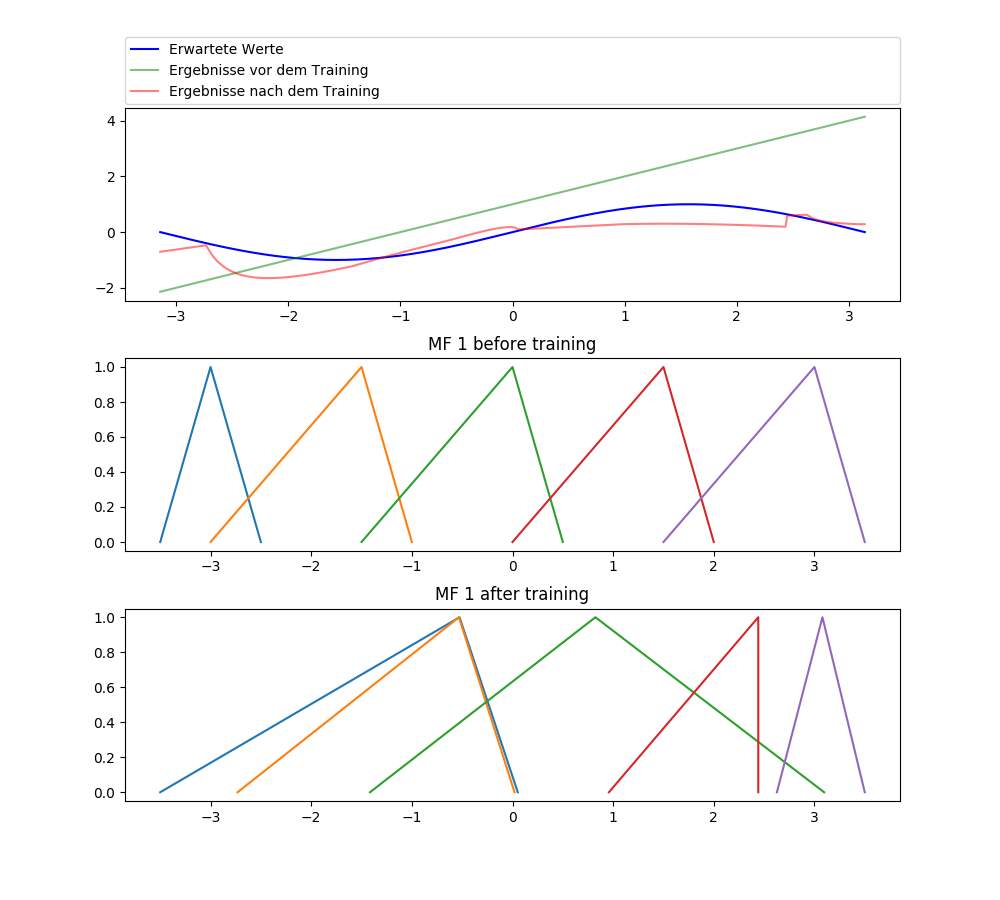 Erwartete Werte
Ergebnisse vor dem Training
Ergebnisse nach dem Training
4
2
0
−2
−3 −2 −1 0 1 2 3
MF 1 before training
1.0
0.8
0.6
0.4
0.2
0.0
−3 −2 −1 0 1 2 3
MF 1 after training
1.0
0.8
0.6
0.4
0.2
0.0
−3 −2 −1 0 1 2 3